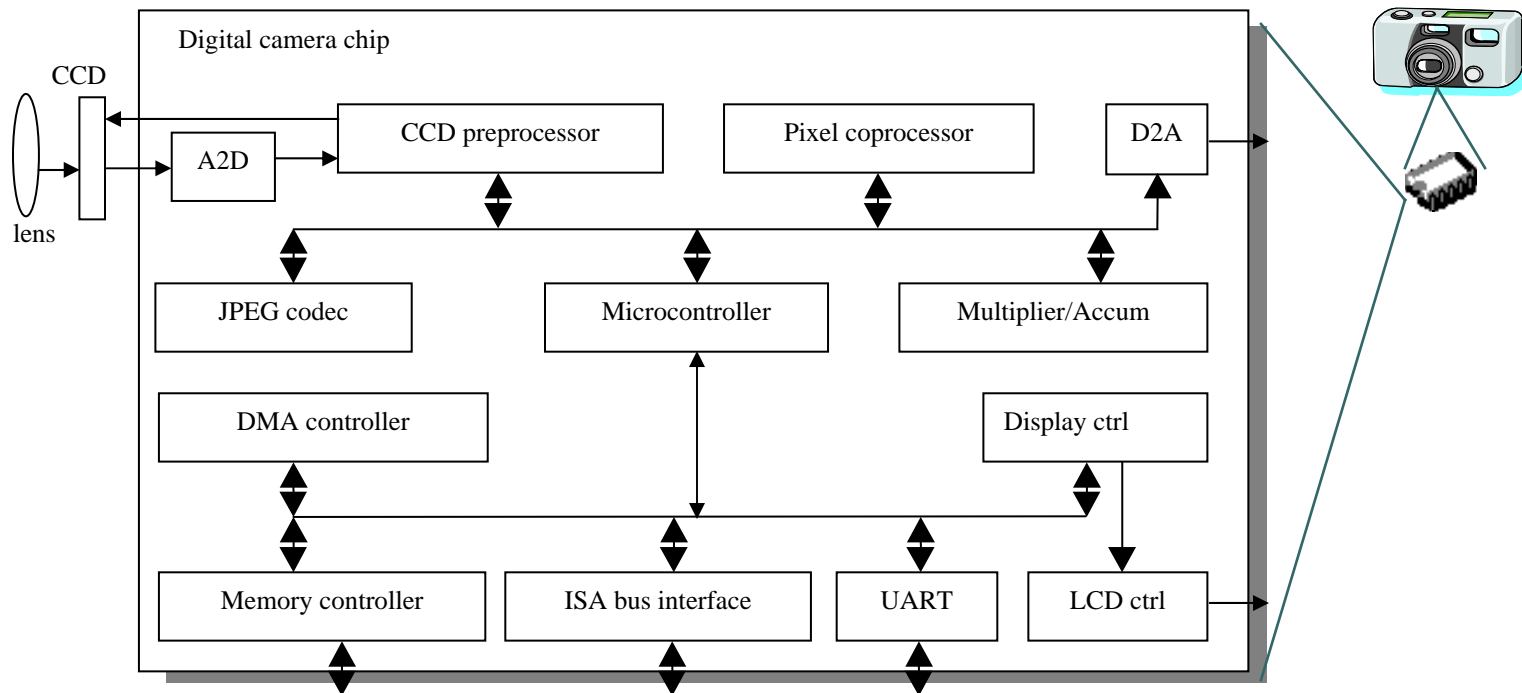 Digital camera chip
CCD
lens
A2D
CCD preprocessor
Pixel coprocessor
D2A
JPEG codec
Microcontroller
Multiplier/Accum
DMA controller
Display ctrl
Memory controller
ISA bus interface
UART
LCD ctrl